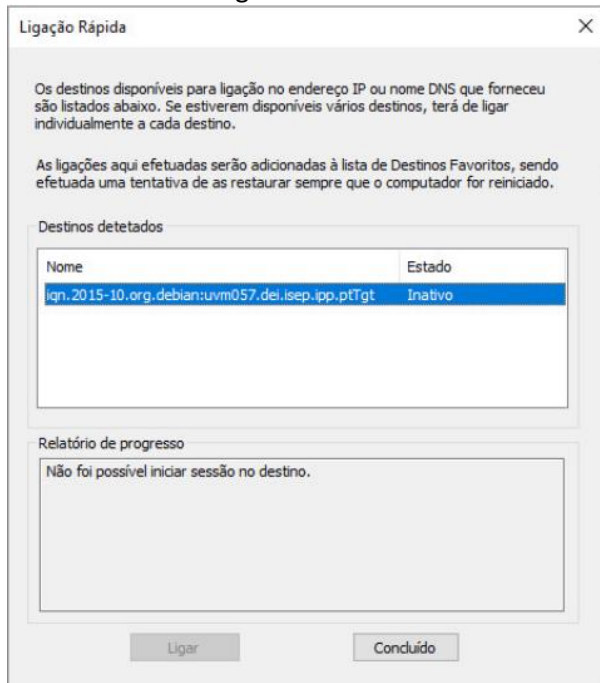 Ligação Rápida
Os destinos disponíveis para ligação no endereço IP ou nome DNS que forneceu
são listados abaixo. Se estiverem disponíveis vários destinos, terá de ligar
individualmente a cada destino.
As ligações aqui efetuadas serão adicionadas à lista de Destinos Favoritos, sendo
efetuada uma tentativa de as restaurar sempre que o computador for reiniciado.
Destinos detetados
Nome Estado
iqn.2015-10.org.debian:uvm057.dei.isep.ipp.ptTgt Inativo
Relatório de progresso
Não foi possível iniciar sessão no destino.
Ligar Concluído